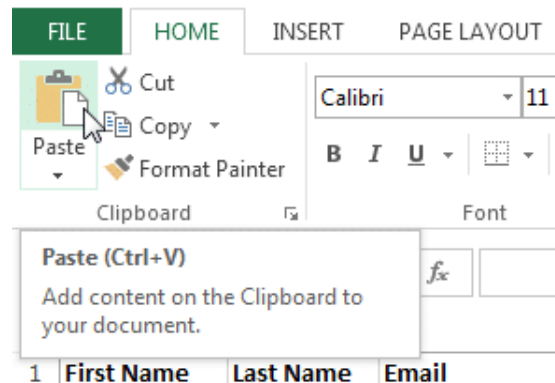 FILE HOME INSERT PAGE LAYOUT
Cut
Calibri 11
Copy
Paste
B I U
Format Painter
Clipboard Font
Paste (Ctrl+V)
fx
Add content on the Clipboard to
your document.
1 First Name Last Name Email